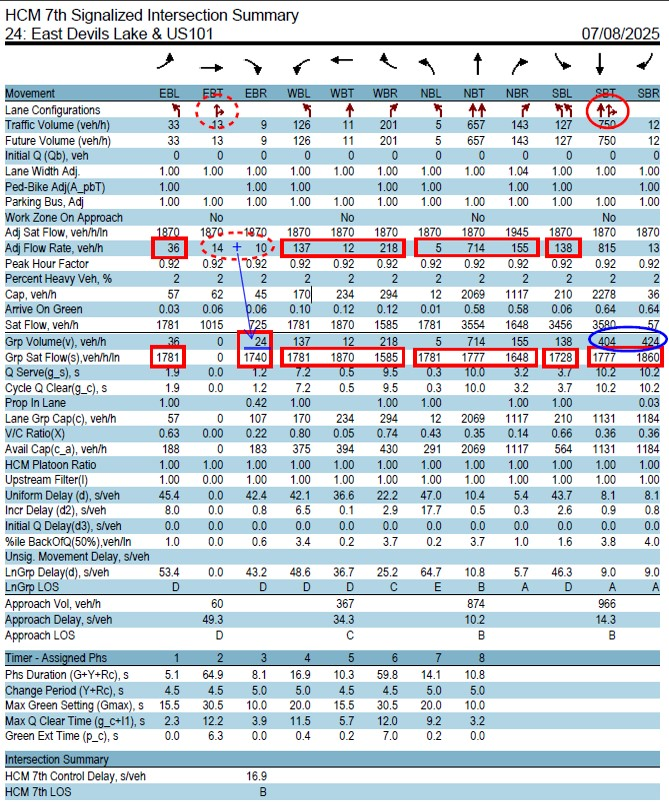 HCM 7th Signalized Intersection Summary
24: East Devils Lake & US101 07/08/2025
Movement EBL EBT EBR WBL WBT WBR NBL NBT NBR SBL SBT SBR
Lane Configurations
Traffic Volume (veh/h) 33 13 9 126 11 201 5 657 143 127 750 12
Future Volume (veh/h) 33 13 9 126 11 201 5 657 143 127 750 12
Initial Q (Qb), veh 0 0 0 0 0 0 0 0 0 0 0 0
Lane Width Adj. 1.00 1.00 1.00 1.00 1.00 1.00 1.00 1.00 1.04 1.00 1.00 1.00
Ped-Bike Adj(A_pbT) 1.00 1.00 1.00 1.00 1.00 1.00 1.00 1.00
Parking Bus, Adj 1.00 1.00 1.00 1.00 1.00 1.00 1.00 1.00 1.00 1.00 1.00 1.00
Work Zone On Approach No No No No
Adj Sat Flow, veh/h/ln 1870 1870 1870 1870 1870 1870 1870 1870 1945 1870 1870 1870
Adj Flow Rate, veh/h 36 14 + 10 137 12 218 5 714 155 138 815 13
Peak Hour Factor 0.92 0.92 0.92 0.92 0.92 0.92 0.92 0.92 0.92 0.92 0.92 0.92
Percent Heavy Veh, % 2 2 2 2 2 2 2 2 2 2 2 2
Cap, veh/h 57 62 45 170 234 294 12 2069 1117 210 2278 36
Arrive On Green 0.03 0.06 0.06 0.10 0.12 0.12 0.01 0.58 0.58 0.06 0.64 0.64
Sat Flow, veh/h 1781 1015 725 1781 1870 1585 1781 3554 1648 3456 3580 57
Grp Volume(v), veh/h 36 0 24 137 12 218 5 714 155 138 404 424
Grp Sat Flow(s),veh/h/ln 1781 0 1740 1781 1870 1585 1781 1777 1648 1728 1777 1860
Q Serve(g_s), s 1.9 0.0 1.2 7.2 0.5 9.5 0.3 10.0 3.2 3.7 10.2 10.2
Cycle Q Clear(g_c), s 1.9 0.0 1.2 7.2 0.5 9.5 0.3 10.0 3.2 3.7 10.2 10.2
Prop In Lane 1.00 0.42 1.00 1.00 1.00 1.00 1.00 0.03
Lane Grp Cap(c), veh/h 57 0 107 170 234 294 12 2069 1117 210 1131 1184
V/C Ratio(X) 0.63 0.00 0.22 0.80 0.05 0.74 0.43 0.35 0.14 0.66 0.36 0.36
Avail Cap(c_a), veh/h 188 0 183 375 394 430 291 2069 1117 564 1131 1184
HCM Platoon Ratio 1.00 1.00 1.00 1.00 1.00 1.00 1.00 1.00 1.00 1.00 1.00 1.00
Upstream Filter(I) 1.00 0.00 1.00 1.00 1.00 1.00 1.00 1.00 1.00 1.00 1.00 1.00
Uniform Delay (d), s/veh 45.4 0.0 42.4 42.1 36.6 22.2 47.0 10.4 5.4 43.7 8.1 8.1
Incr Delay (d2), s/veh 8.0 0.0 0.8 6.5 0.1 2.9 17.7 0.5 0.3 2.6 0.9 0.8
Initial Q Delay(d3), s/veh 0.0 0.0 0.0 0.0 0.0 0.0 0.0 0.0 0.0 0.0 0.0 0.0
%ile BackOfQ(50%),veh/ln 1.0 0.0 0.6 3.4 0.2 3.7 0.2 3.7 1.0 1.6 3.8 4.0
Unsig. Movement Delay, s/veh
LnGrp Delay(d), s/veh 53.4 0.0 43.2 48.6 36.7 25.2 64.7 10.8 5.7 46.3 9.0 9.0
LnGrp LOS D D D D C E B A D A A
Approach Vol, veh/h 60 367 874 966
Approach Delay, s/veh 49.3 34.3 10.2 14.3
Approach LOS D C B B
Timer - Assigned Phs 1 2 3 4 5 6 7 8
Phs Duration (G+Y+Rc), s 5.1 64.9 8.1 16.9 10.3 59.8 14.1 10.8
Change Period (Y+Rc), s 4.5 4.5 5.0 5.0 4.5 4.5 5.0 5.0
Max Green Setting (Gmax), s 15.5 30.5 10.0 20.0 15.5 30.5 20.0 10.0
Max Q Clear Time (g_c+I1), s 2.3 12.2 3.9 11.5 5.7 12.0 9.2 3.2
Green Ext Time (p_c), s 0.0 6.3 0.0 0.4 0.2 7.0 0.2 0.0
Intersection Summary
HCM 7th Control Delay, s/veh 16.9
HCM 7th LOS B